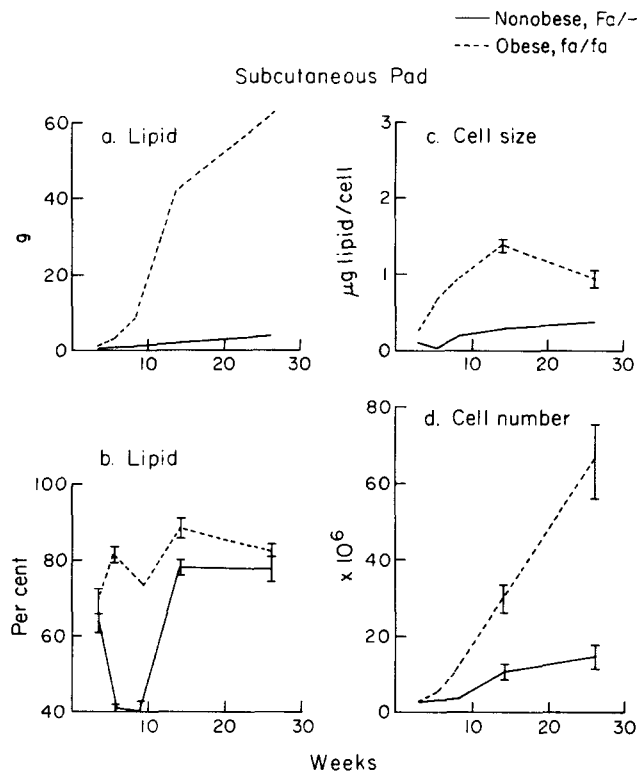 Nonobese, Fa/-
Obese, fa/fa
Subcutaneous Pad
a. Lipid
60
40
20
0
g
10 20 30
c. Cell size
3
2
1
0
μg lipid/cell
10 20 30
b. Lipid
100
80
60
40
Per cent
0 10 20 30
d. Cell number
80
60
40
20
0
x 10⁶
0 10 20 30
Weeks